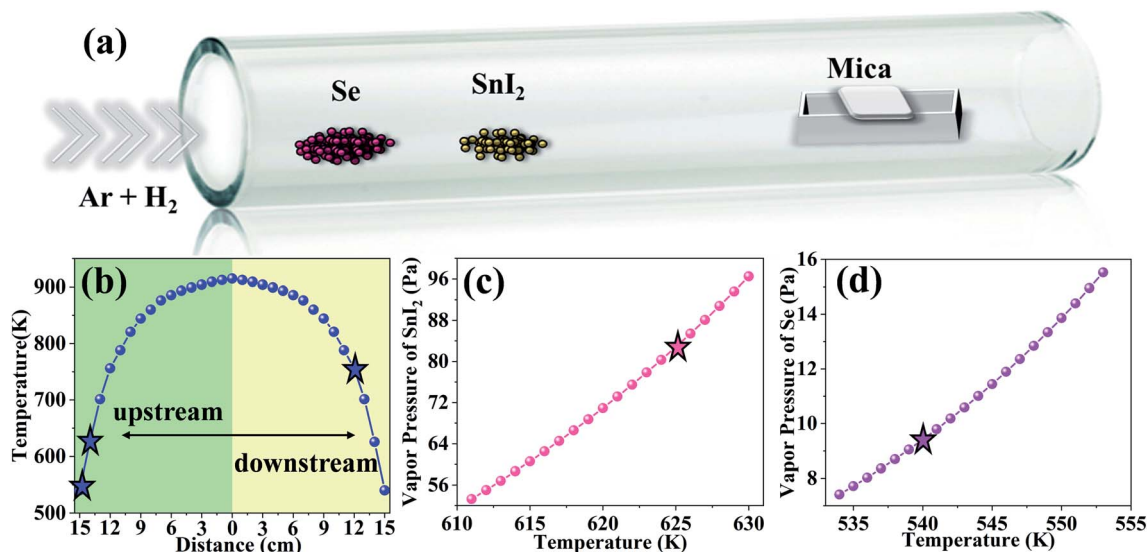 (a)
Se
SnI₂
Mica
Ar + H₂
(b)
Temperature(K)
900
800
700
600
500
upstream
downstream
15 12 9 6 3 0 3 6 9 12 15
Distance (cm)
(c)
Vapor Pressure of SnI₂ (Pa)
96
88
80
72
64
56
610 615 620 625 630
Temperature (K)
(d)
Vapor Pressure of Se (Pa)
16
14
12
10
8
535 540 545 550 555
Temperature (K)